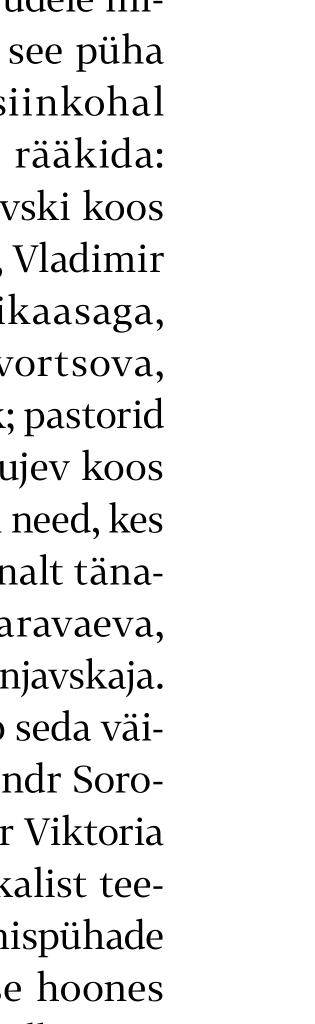 see püha
siinkohal
rääkida:
vski koos
, Vladimir
ikaasaga,
vortsova,
; pastorid
ujev koos
need, kes
nalt täna-
aravaeva,
njavskaja.
seda väi-
ndr Soro-
r Viktoria
kalist tee-
nispühade
se hoones